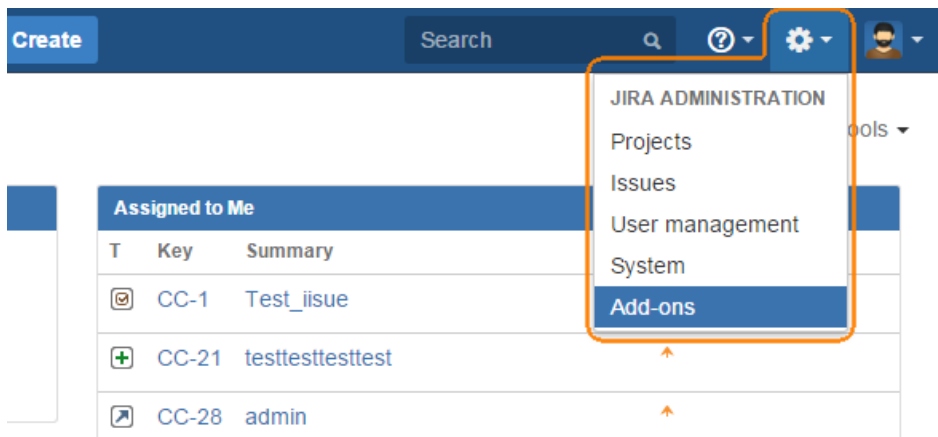 Create
Search
JIRA ADMINISTRATION
ools
Projects
Issues
User management
System
Add-ons
Assigned to Me
T Key Summary
CC-1 Test_iisue
CC-21 testtesttesttest
CC-28 admin